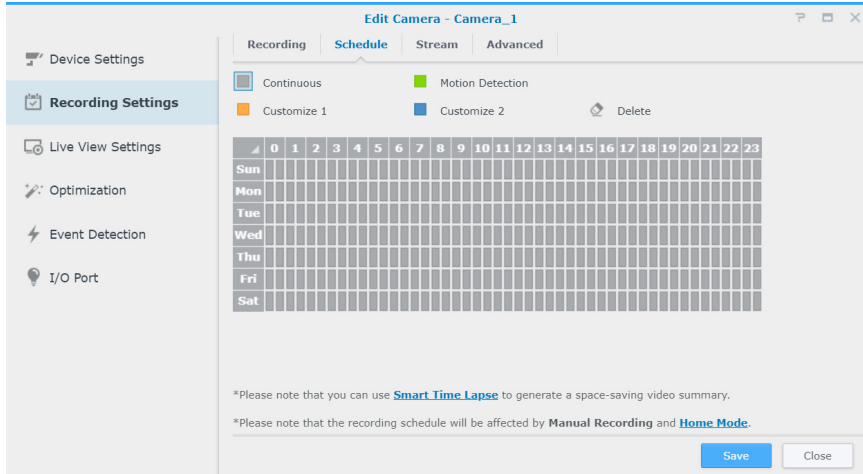 Edit Camera - Camera_1
Device Settings
Recording Settings
Live View Settings
Optimization
Event Detection
I/O Port
Recording Schedule Stream Advanced
Continuous Motion Detection
Customize 1 Customize 2 Delete
0 1 2 3 4 5 6 7 8 9 10 11 12 13 14 15 16 17 18 19 20 21 22 23
Sun
Mon
Tue
Wed
Thu
Fri
Sat
*Please note that you can use Smart Time Lapse to generate a space-saving video summary.
*Please note that the recording schedule will be affected by Manual Recording and Home Mode.
Save Close